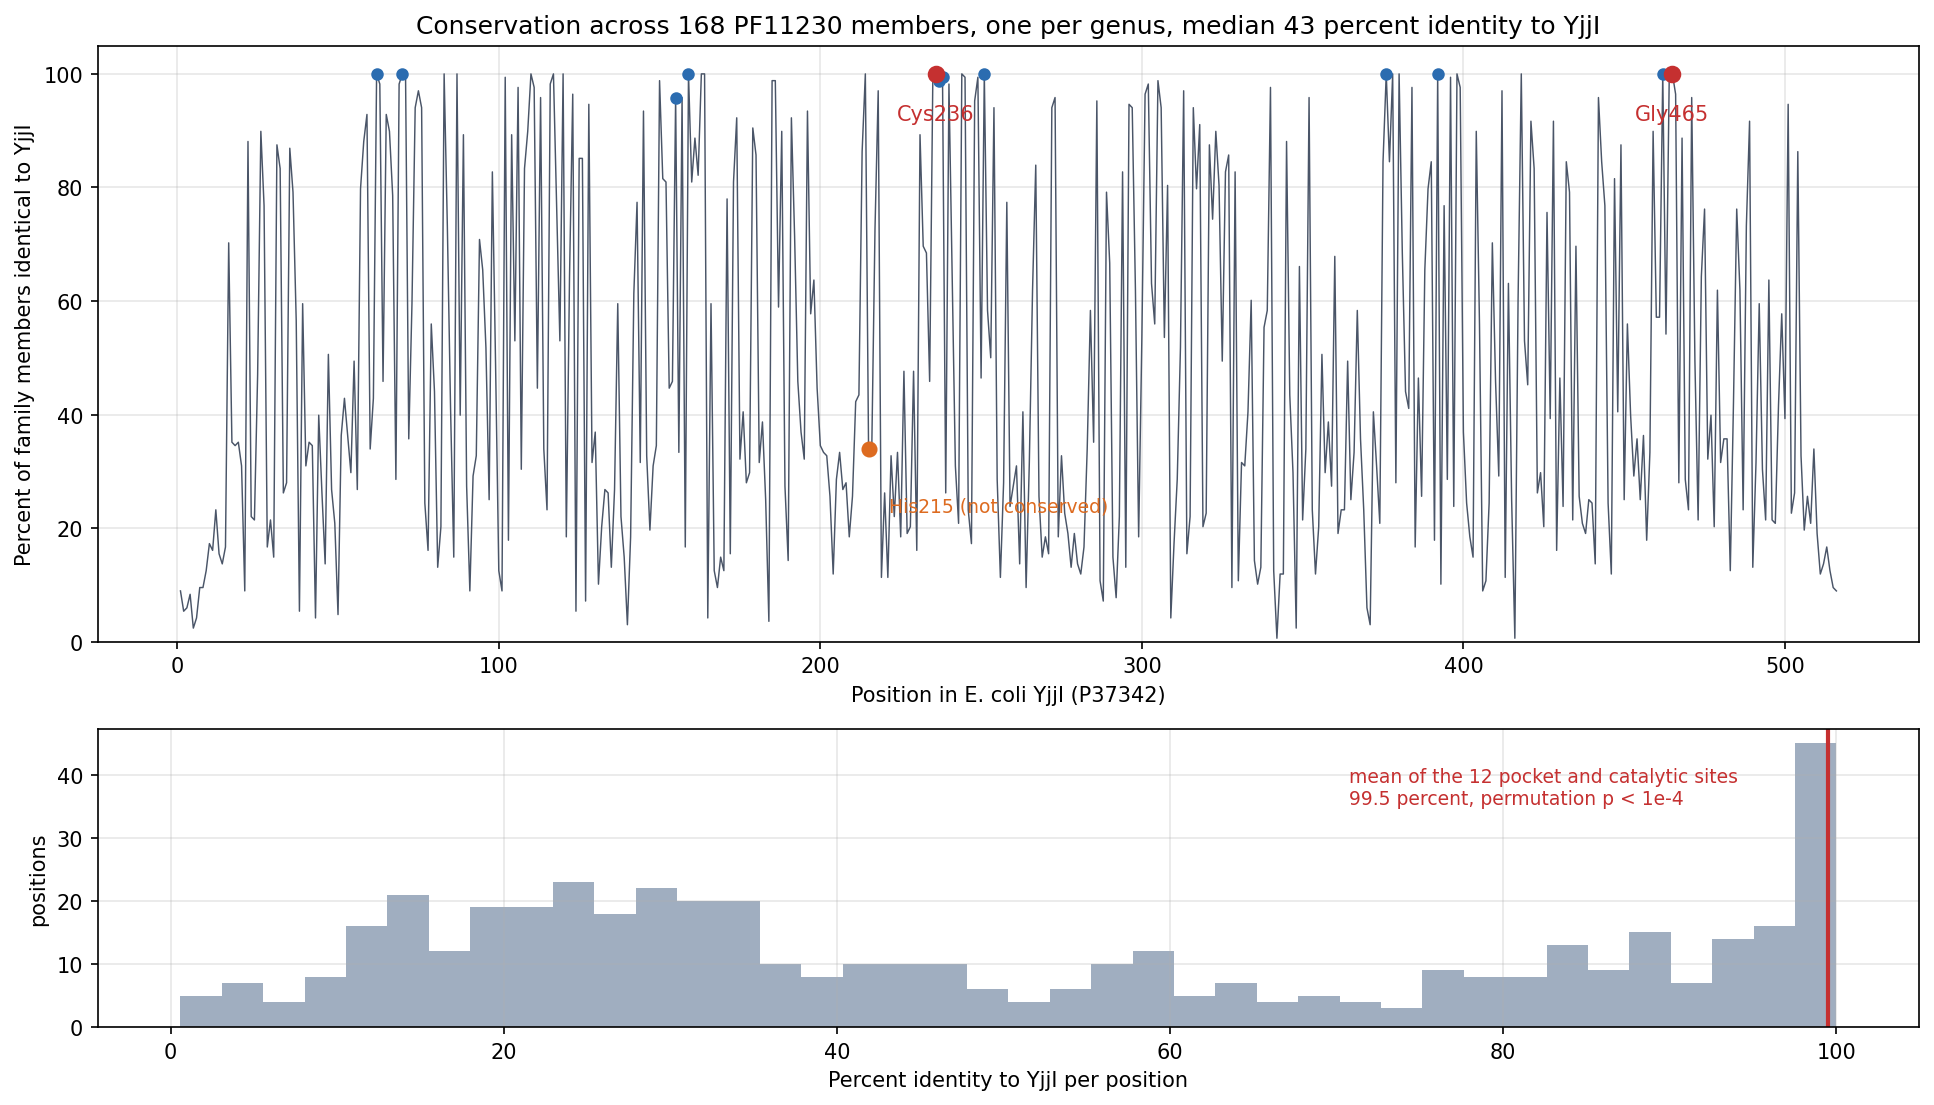 Conservation across 168 PF11230 members, one per genus, median 43 percent identity to YjjI
Percent of family members identical to YjjI
100
80
60
40
20
0
Cys236
Gly465
His215 (not conserved)
0 100 200 300 400 500
Position in E. coli YjjI (P37342)
positions
40
30
20
10
0
mean of the 12 pocket and catalytic sites
99.5 percent, permutation p < 1e-4
0 20 40 60 80 100
Percent identity to YjjI per position